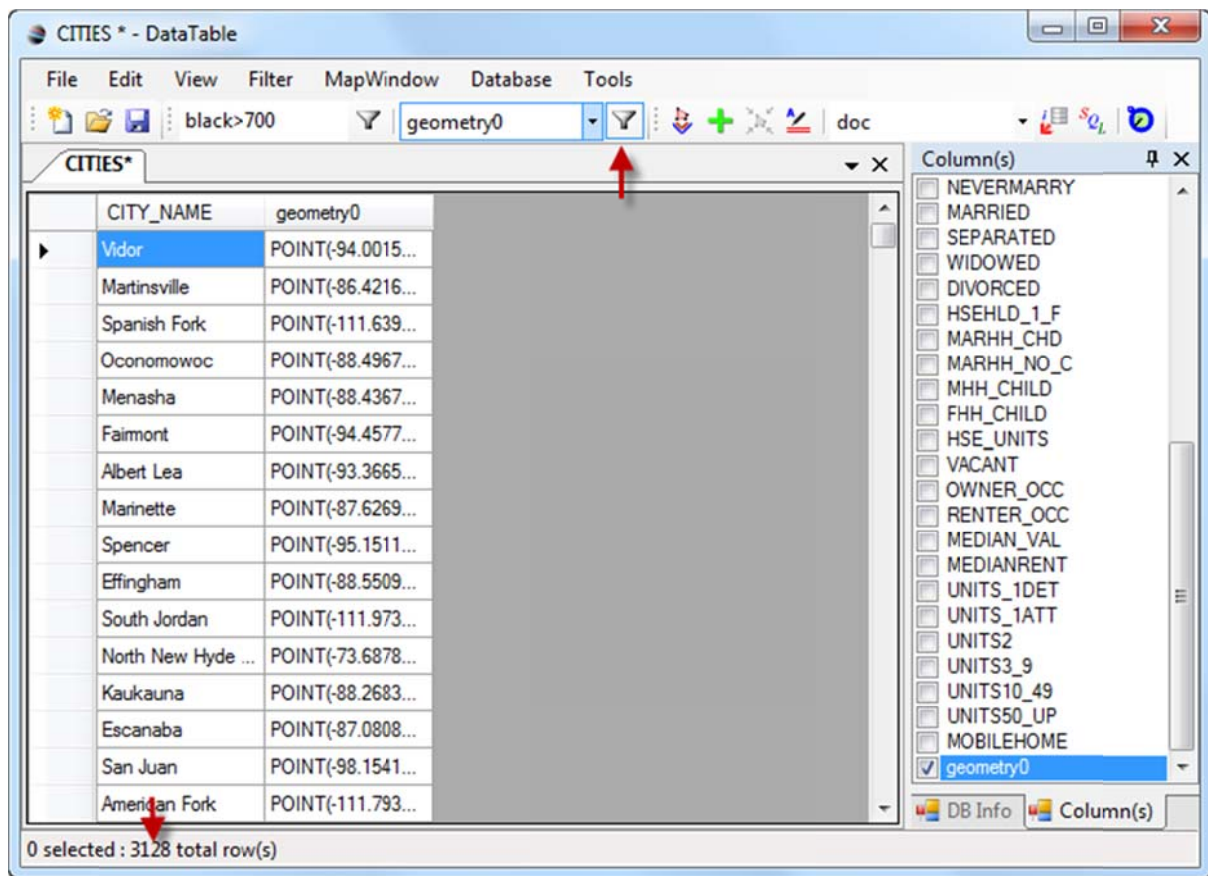 CITIES * - DataTable
File Edit View Filter MapWindow Database Tools
black>700 geometry0 doc SQL
CITIES*
CITY_NAME geometry0
Vidor POINT(-94.0015...
Martinsville POINT(-86.4216...
Spanish Fork POINT(-111.639...
Oconomowoc POINT(-88.4967...
Menasha POINT(-88.4367...
Fairmont POINT(-94.4577...
Albert Lea POINT(-93.3665...
Marinette POINT(-87.6269...
Spencer POINT(-95.1511...
Effingham POINT(-88.5509...
South Jordan POINT(-111.973...
North New Hyde ... POINT(-73.6878...
Kaukauna POINT(-88.2683...
Escanaba POINT(-87.0808...
San Juan POINT(-98.1541...
American Fork POINT(-111.793...
0 selected : 3128 total row(s)
Column(s)
NEVERMARRY
MARRIED
SEPARATED
WIDOWED
DIVORCED
HSEHLD_1_F
MARHH_CHD
MARHH_NO_C
MHH_CHILD
FHH_CHILD
HSE_UNITS
VACANT
OWNER_OCC
RENTER_OCC
MEDIAN_VAL
MEDIANRENT
UNITS_1DET
UNITS_1ATT
UNITS2
UNITS3_9
UNITS10_49
UNITS50_UP
MOBILEHOME
geometry0
DB Info Column(s)